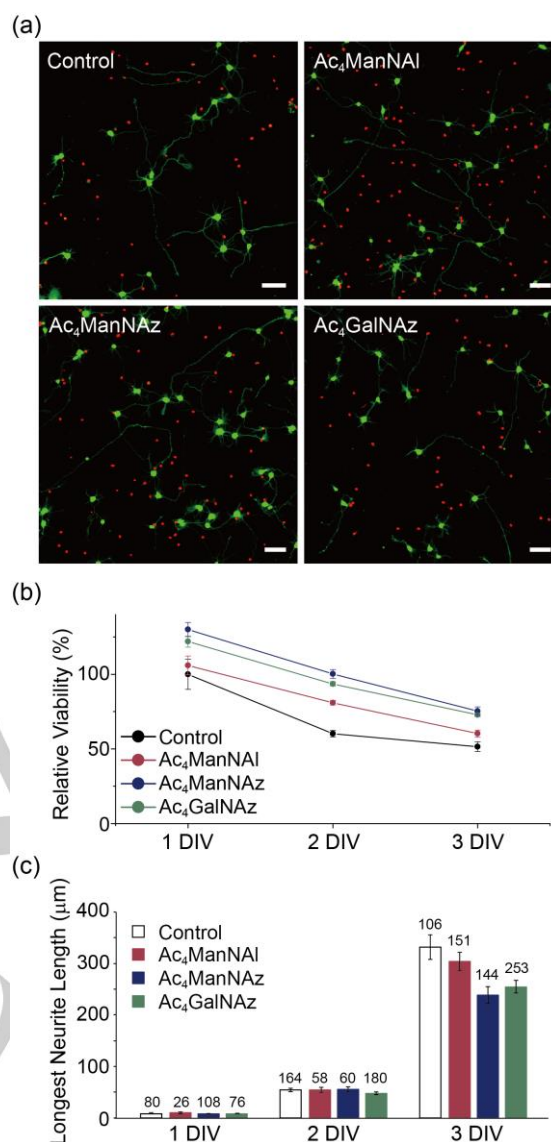 (a)
Control
Ac₄ManNAl
Ac₄ManNAz
Ac₄GalNAz
(b)
Relative Viability (%)
100
50
0
Control
Ac₄ManNAl
Ac₄ManNAz
Ac₄GalNAz
1 DIV 2 DIV 3 DIV
(c)
Longest Neurite Length (μm)
400
300
200
100
0
Control
Ac₄ManNAl
Ac₄ManNAz
Ac₄GalNAz
80 26 108 76
164 58 60 180
106 151 144 253
1 DIV 2 DIV 3 DIV